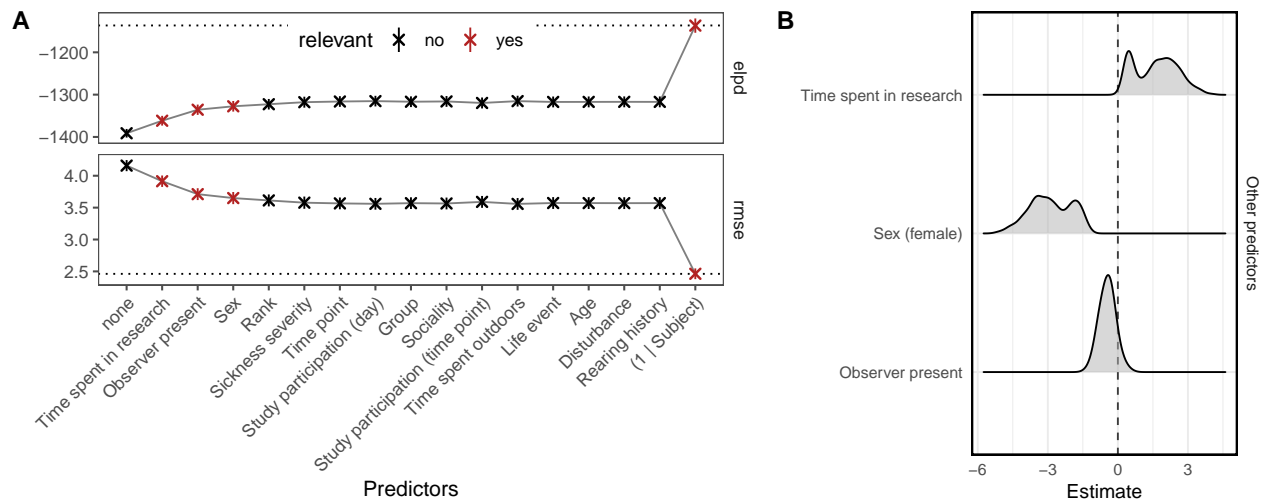 A
relevant no yes
−1200
−1300
−1400
elpd
4.0
3.5
3.0
2.5
rmse
none
Time spent in research
Observer present
Sex
Rank
Sickness severity
Time point
Study participation (day)
Group
Sociality
Study participation (time point)
Time spent outdoors
Life event
Age
Disturbance
Rearing history
(1 | Subject)
Predictors
B
Time spent in research
Sex (female)
Observer present
Other predictors
−6 −3 0 3
Estimate